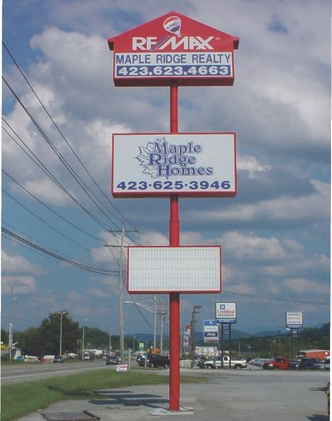 RE/MAX
MAPLE RIDGE REALTY
423.623.4663
Maple
Ridge
Homes
423·625·3946